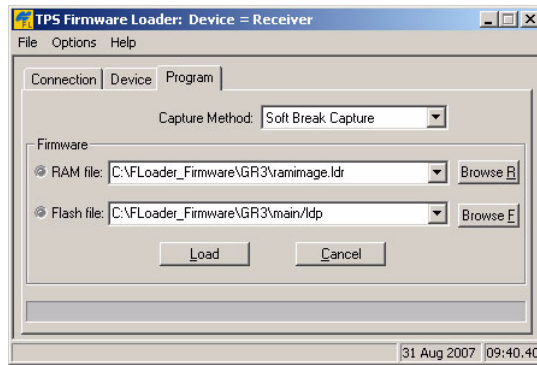 TPS Firmware Loader: Device = Receiver
File Options Help
Connection Device Program
Capture Method: Soft Break Capture
Firmware
RAM file: C:\FLoader_Firmware\GR3\ramimage.ldr Browse R
Flash file: C:\FLoader_Firmware\GR3\main/ldp Browse F
Load Cancel
31 Aug 2007 09:40.40